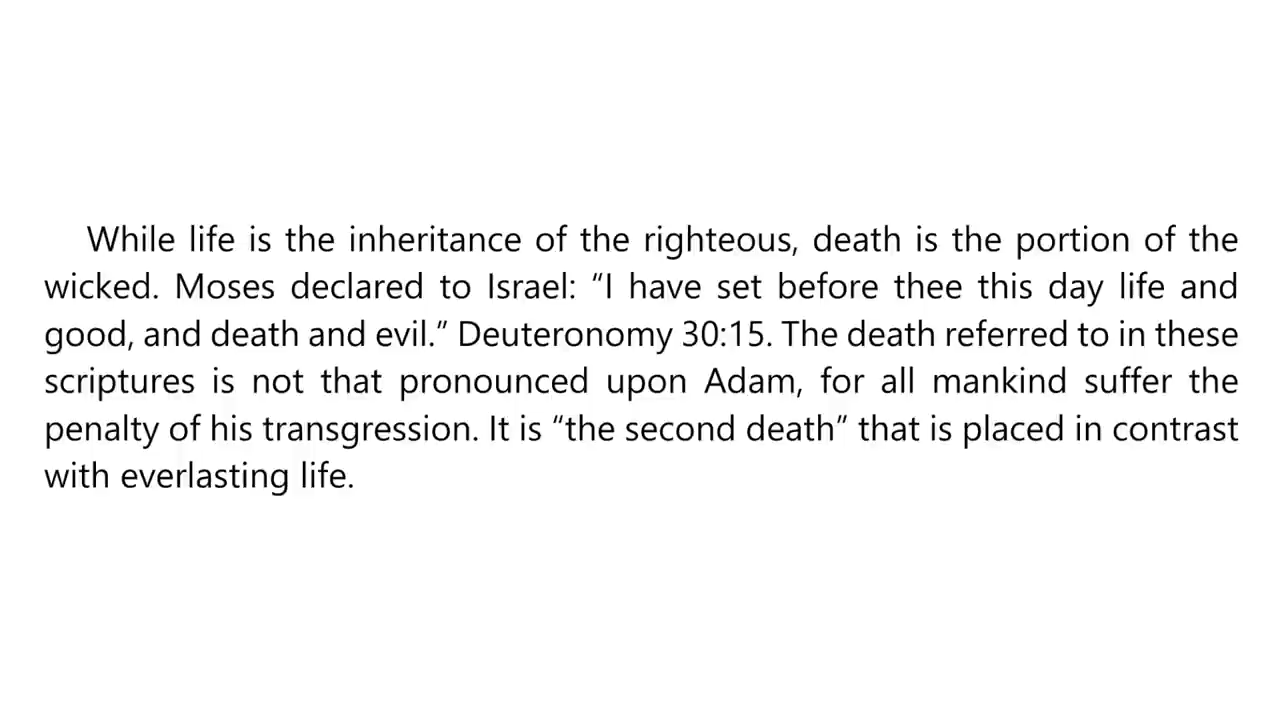 While life is the inheritance of the righteous, death is the portion of the
wicked. Moses declared to Israel: “I have set before thee this day life and
good, and death and evil.” Deuteronomy 30:15. The death referred to in these
scriptures is not that pronounced upon Adam, for all mankind suffer the
penalty of his transgression. It is “the second death” that is placed in contrast
with everlasting life.